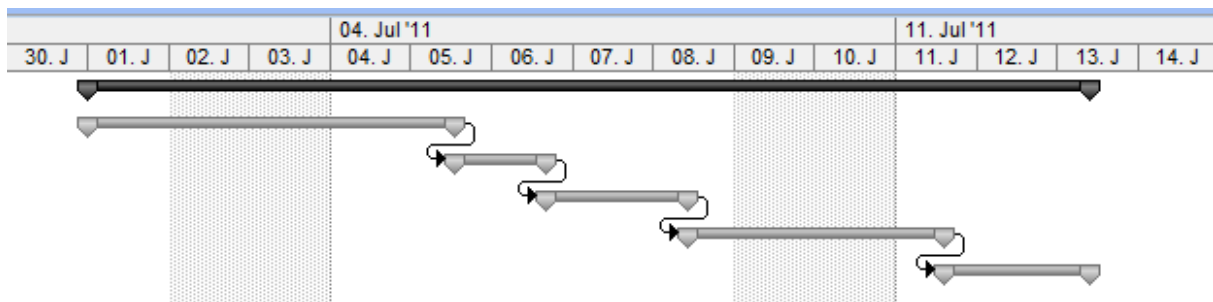 04. Jul '11 11. Jul '11
30. J 01. J 02. J 03. J 04. J 05. J 06. J 07. J 08. J 09. J 10. J 11. J 12. J 13. J 14. J